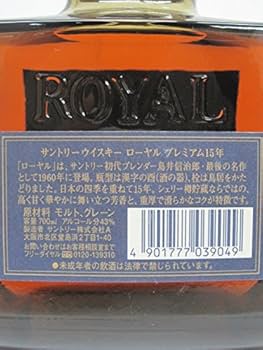 ROYAL
サントリーウイスキー ローヤル プレミアム15年
「ローヤル」は、サントリー初代ブレンダー鳥井信治郎・最後の名作
として1960年に登場。瓶型は漢字の酉(酒の器)、栓は鳥居をかた
どりました。日本の四季を重ねて15年。シェリー樽貯蔵ならではの、
高く甘く華やかに舞い立つ芳香と、重厚で滑らかなコクが特徴です。
原材料 モルト、グレーン
容量 700ml アルコール分43%
製造者 サントリー株式会社A
大阪市北区堂島浜2丁目1-40
お問い合わせはお客様相談室まで
フリーダイヤル 0120-139310
4 901777 039049
●未成年者の飲酒は法律で禁じられています。